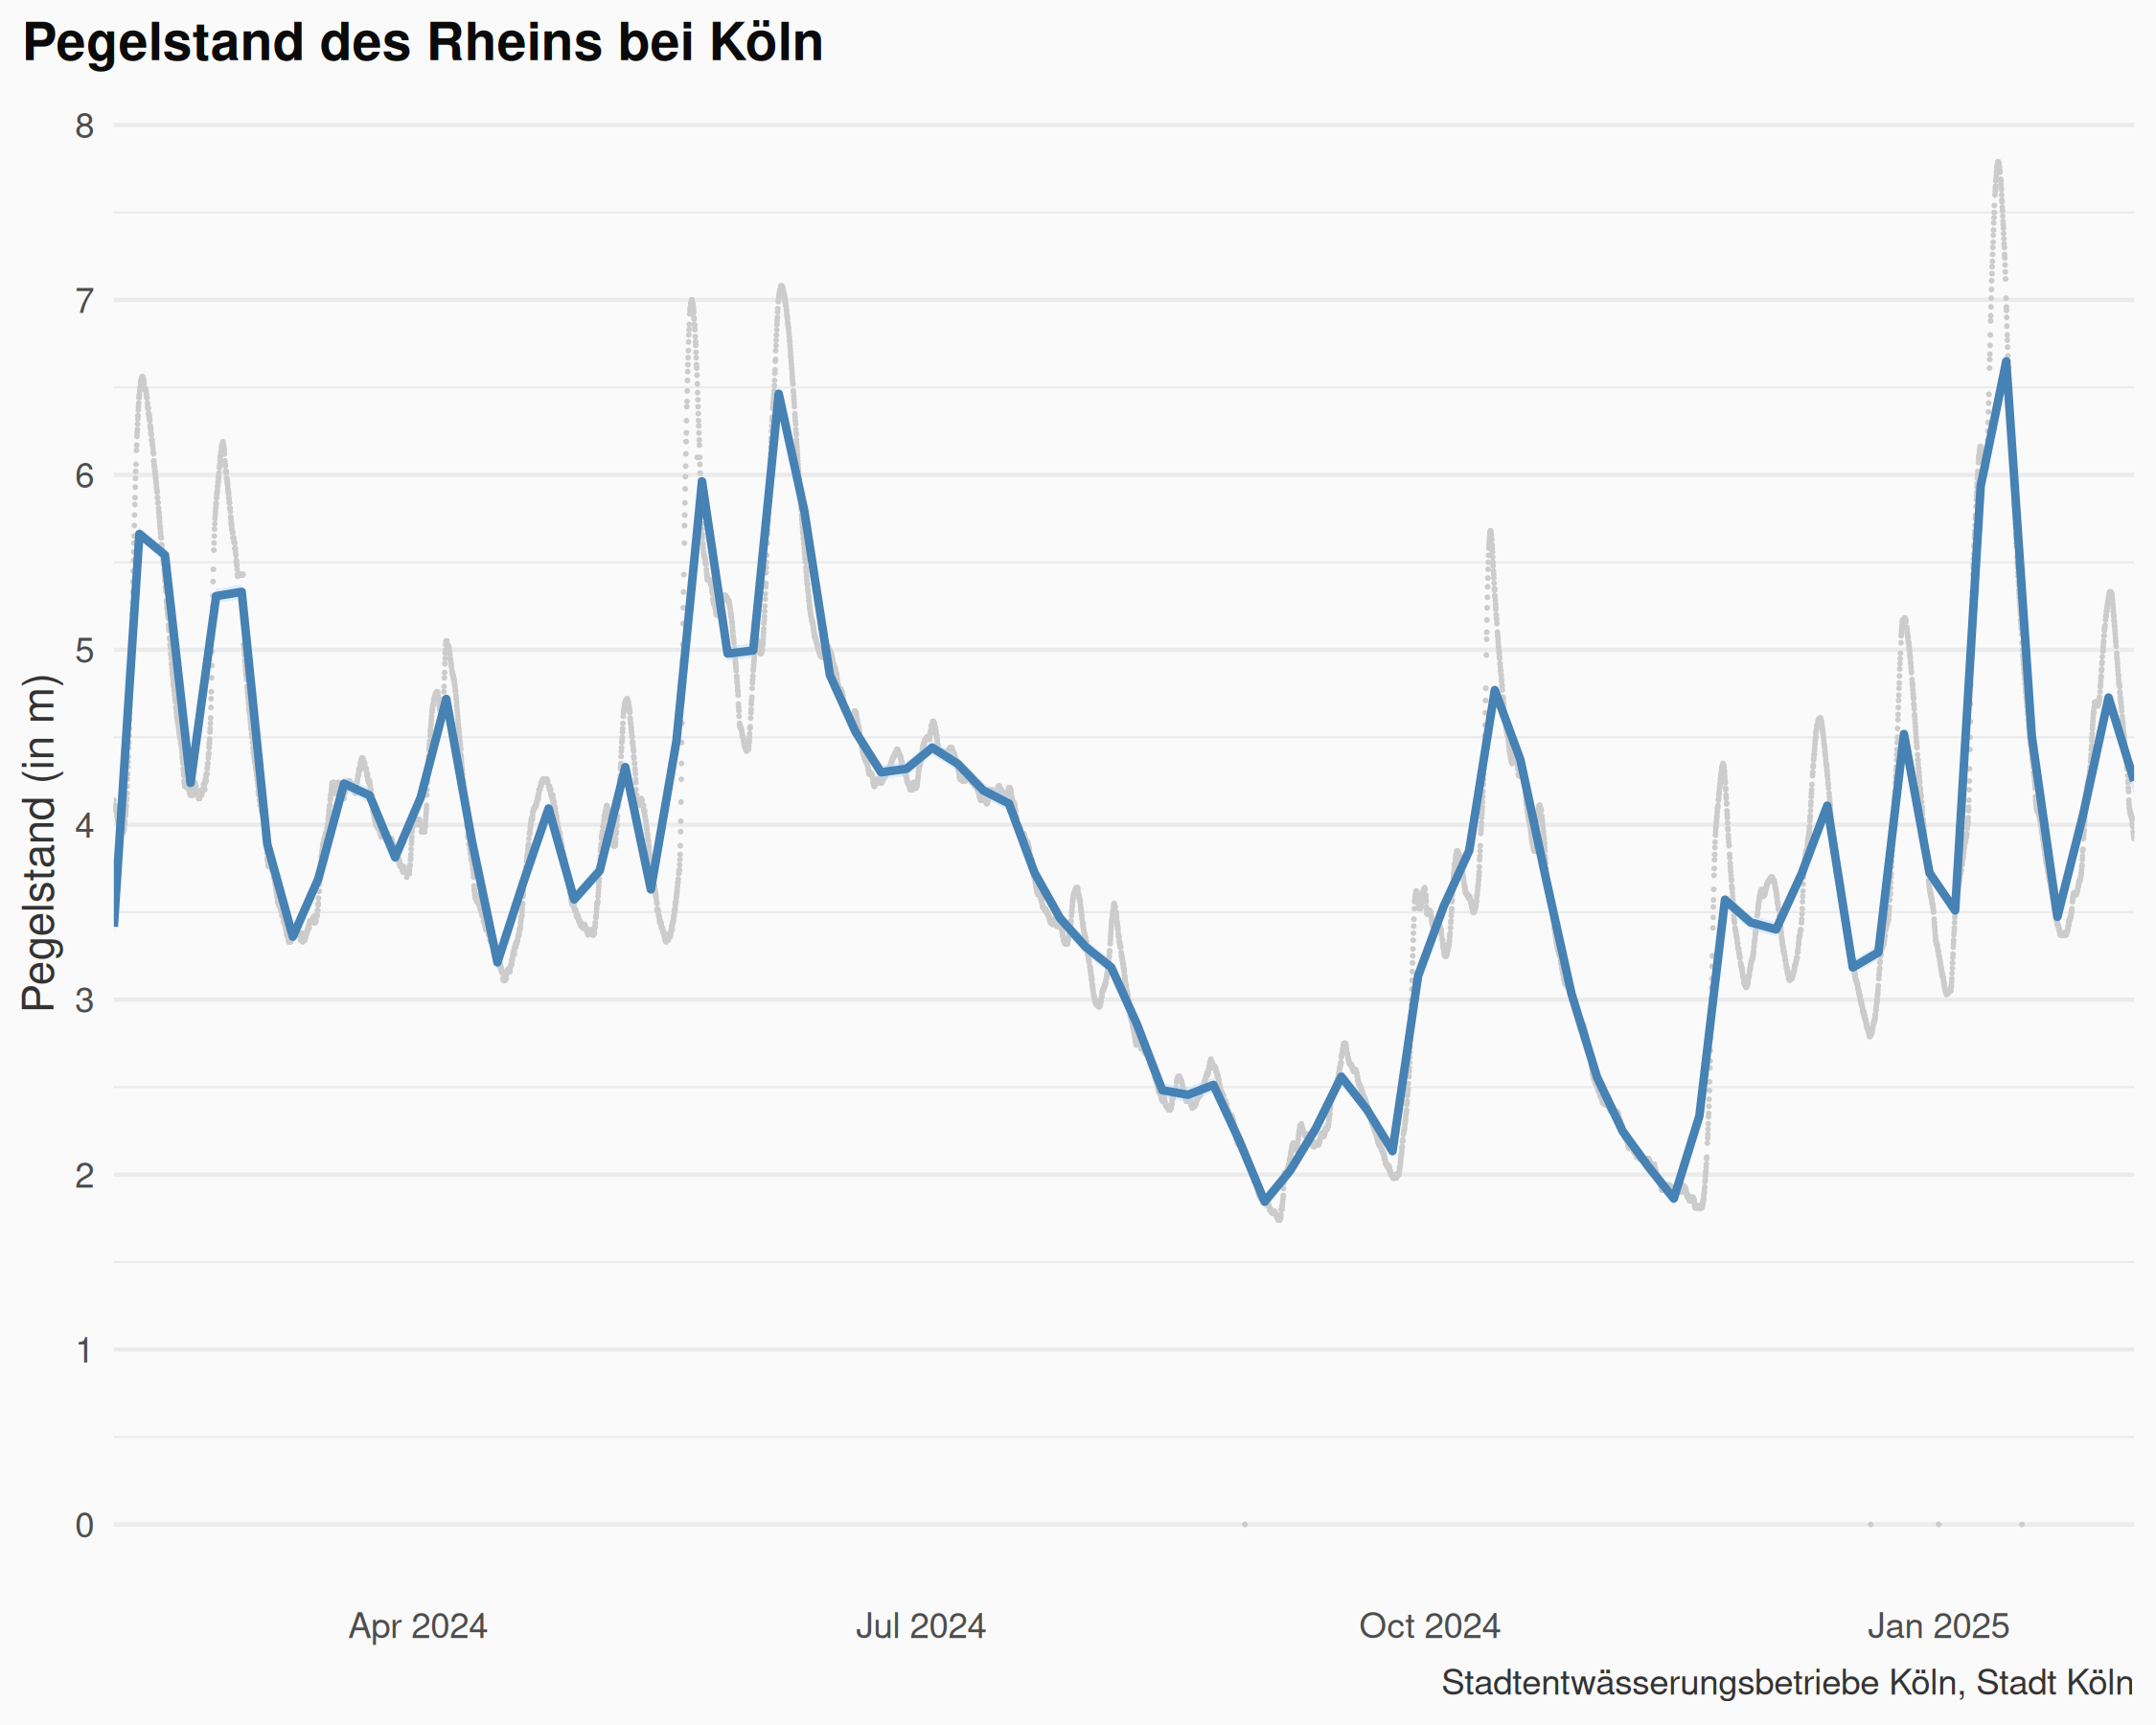 Pegelstand des Rheins bei Köln
Pegelstand (in m)
8
7
6
5
4
3
2
1
0
Apr 2024
Jul 2024
Oct 2024
Jan 2025
Stadtentwässerungsbetriebe Köln, Stadt Köln